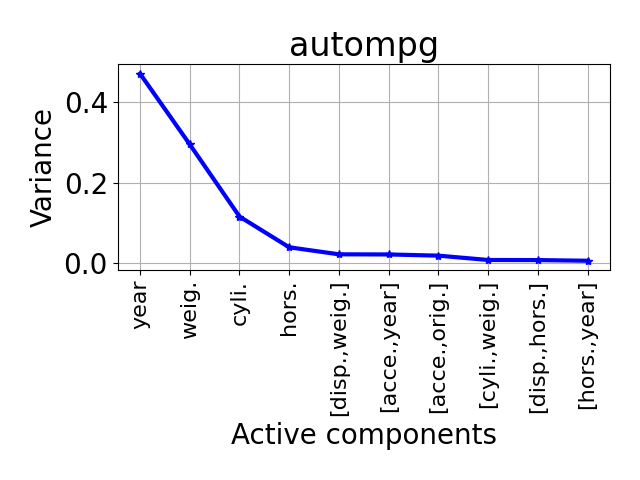 autompg
Variance
0.4
0.2
0.0
year
weig.
cyli.
hors.
[disp.,weig.]
[acce.,year]
[acce.,orig.]
[cyli.,weig.]
[disp.,hors.]
[hors.,year]
Active components